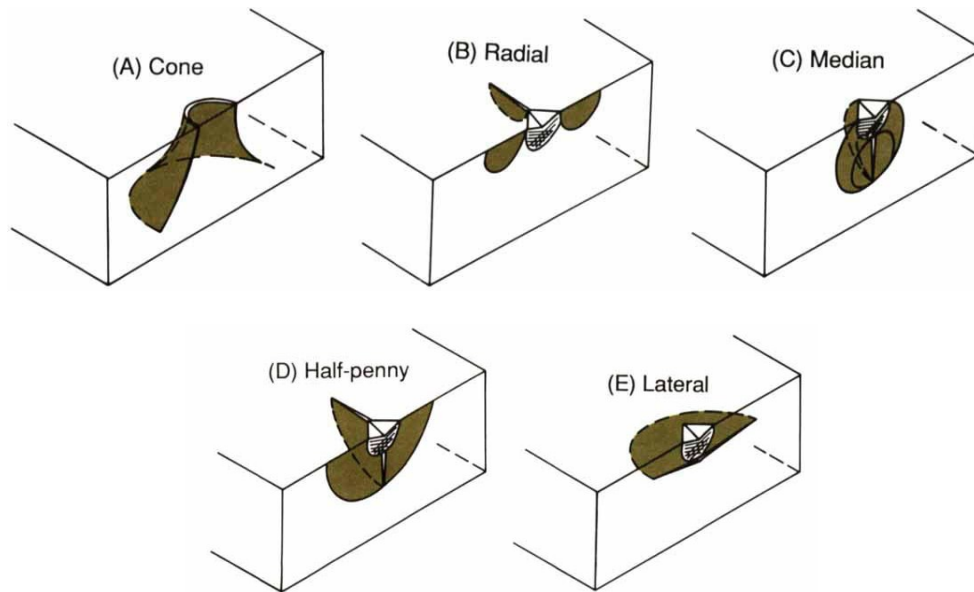 (A) Cone
(B) Radial
(C) Median
(D) Half-penny
(E) Lateral